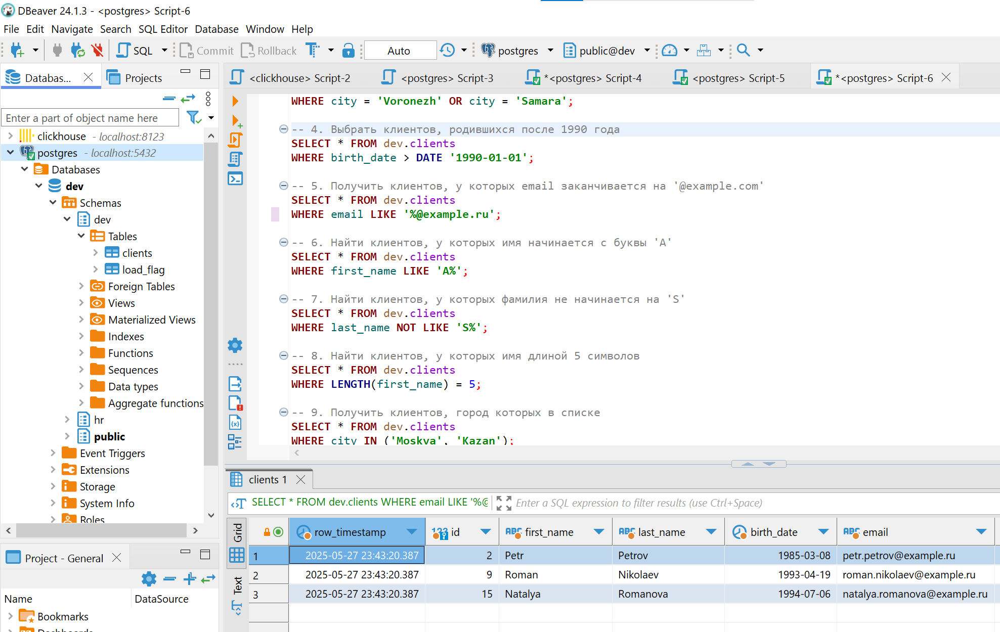 DBeaver 24.1.3 - <postgres> Script-6
File Edit Navigate Search SQL Editor Database Window Help
SQL Commit Rollback Auto postgres public@dev
Databas... Projects
Enter a part of object name here
clickhouse - localhost:8123
postgres - localhost:5432
Databases
dev
Schemas
dev
Tables
clients
load_flag
Foreign Tables
Views
Materialized Views
Indexes
Functions
Sequences
Data types
Aggregate functions
hr
public
Event Triggers
Extensions
Storage
System Info
Roles
Project - General
Name DataSource
Bookmarks
Dashboards
<clickhouse> Script-2 <postgres> Script-3 *<postgres> Script-4 <postgres> Script-5 *<postgres> Script-6
WHERE city = 'Voronezh' OR city = 'Samara';
-- 4. Выбрать клиентов, родившихся после 1990 года
SELECT * FROM dev.clients
WHERE birth_date > DATE '1990-01-01';
-- 5. Получить клиентов, у которых email заканчивается на '@example.com'
SELECT * FROM dev.clients
WHERE email LIKE '%@example.ru';
-- 6. Найти клиентов, у которых имя начинается с буквы 'A'
SELECT * FROM dev.clients
WHERE first_name LIKE 'A%';
-- 7. Найти клиентов, у которых фамилия не начинается на 'S'
SELECT * FROM dev.clients
WHERE last_name NOT LIKE 'S%';
-- 8. Найти клиентов, у которых имя длиной 5 символов
SELECT * FROM dev.clients
WHERE LENGTH(first_name) = 5;
-- 9. Получить клиентов, город которых в списке
SELECT * FROM dev.clients
WHERE city IN ('Moskva', 'Kazan');
clients 1
SELECT * FROM dev.clients WHERE email LIKE '%@ Enter a SQL expression to filter results (use Ctrl+Space)
Grid
Text
row_timestamp 123 id ABC first_name ABC last_name birth_date ABC email
1 2025-05-27 23:43:20.387 2 Petr Petrov 1985-03-08 petr.petrov@example.ru
2 2025-05-27 23:43:20.387 9 Roman Nikolaev 1993-04-19 roman.nikolaev@example.ru
3 2025-05-27 23:43:20.387 15 Natalya Romanova 1994-07-06 natalya.romanova@example.ru